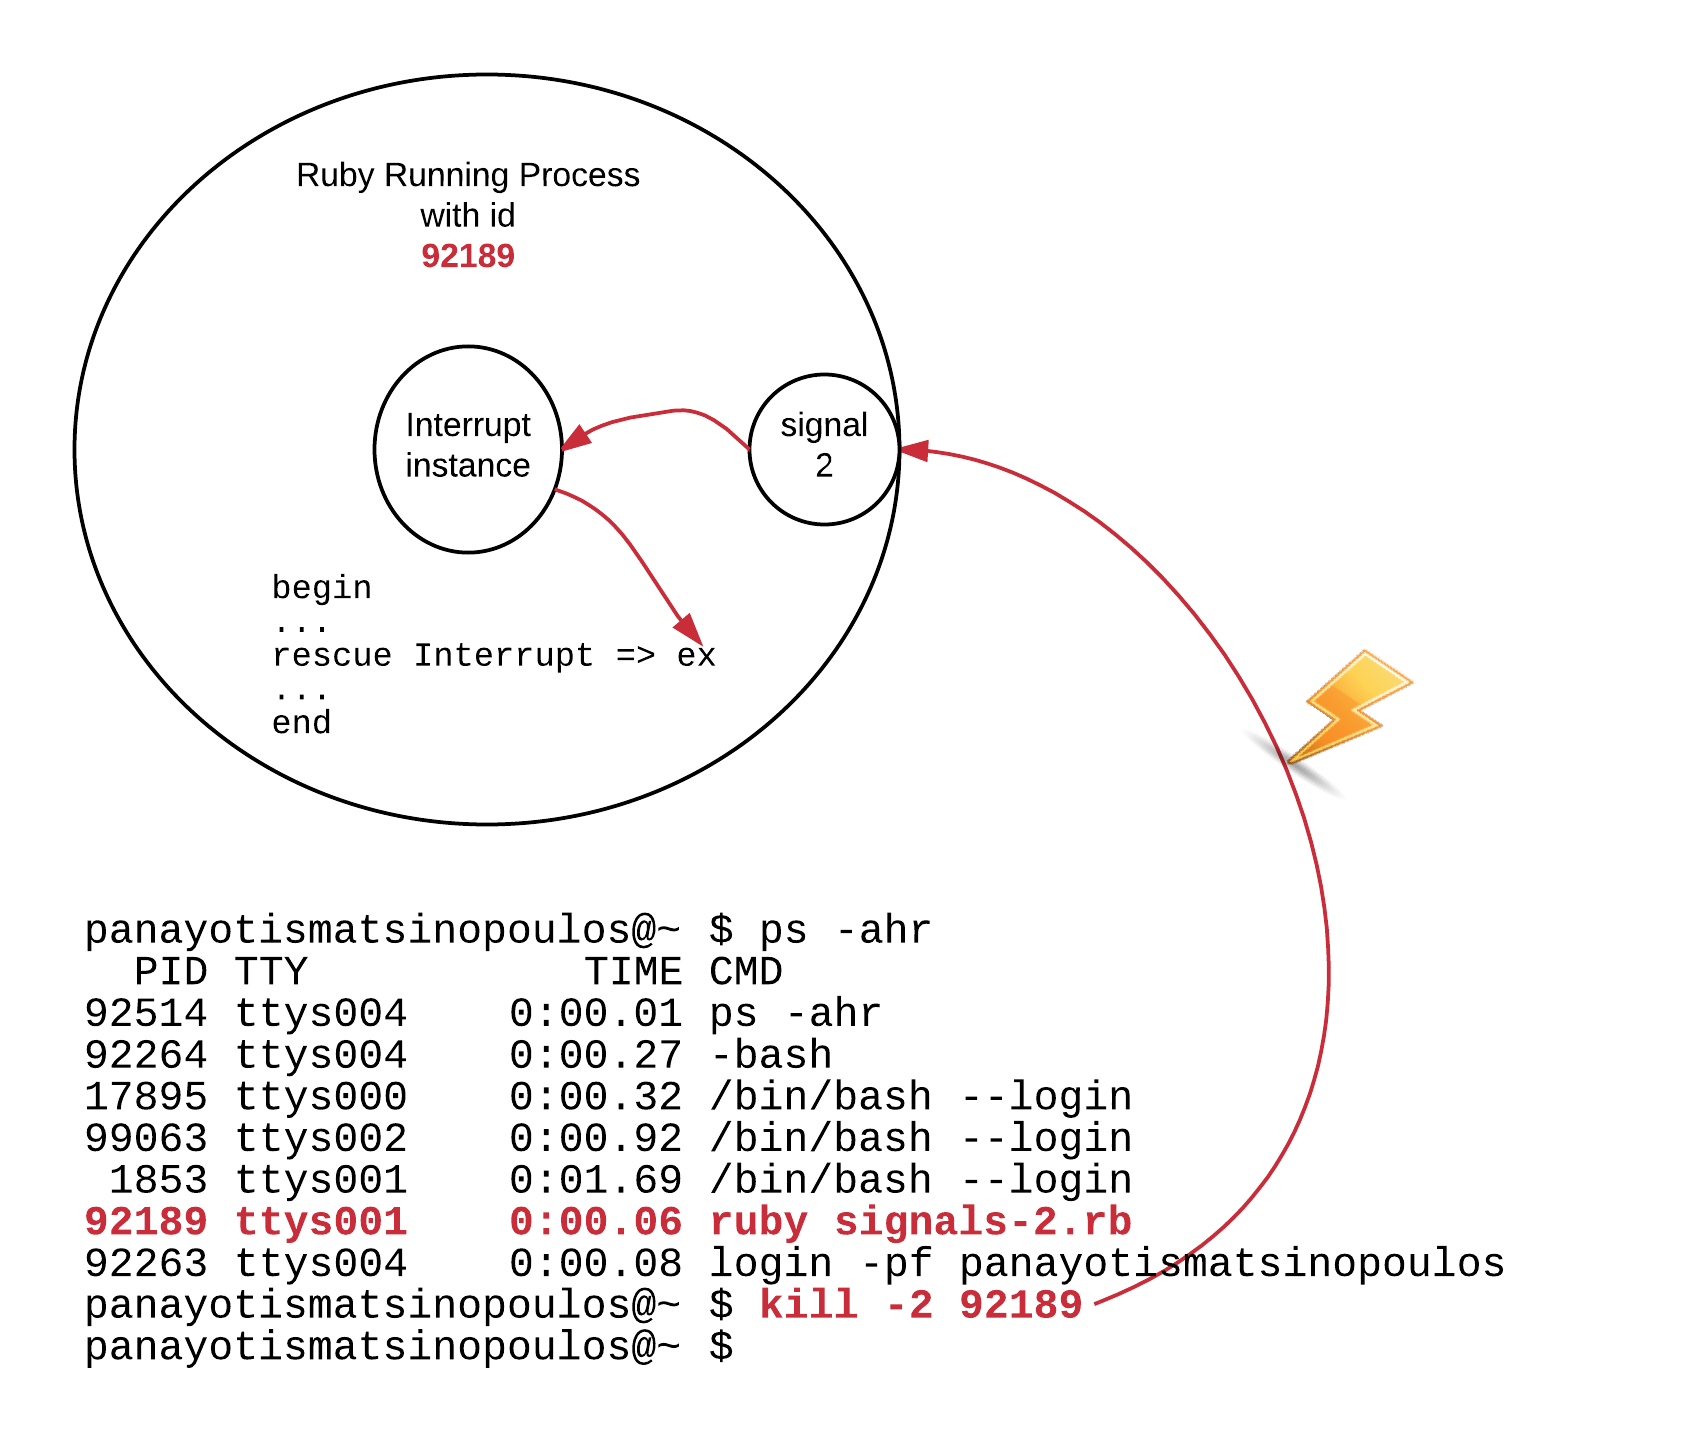 Ruby Running Process
with id
92189
Interrupt
instance
signal
2
begin
...
rescue Interrupt => ex
...
end
panayotismatsinopoulos@~ $ ps -ahr
  PID TTY           TIME CMD
92514 ttys004    0:00.01 ps -ahr
92264 ttys004    0:00.27 -bash
17895 ttys000    0:00.32 /bin/bash --login
99063 ttys002    0:00.92 /bin/bash --login
 1853 ttys001    0:01.69 /bin/bash --login
92189 ttys001    0:00.06 ruby signals-2.rb
92263 ttys004    0:00.08 login -pf panayotismatsinopoulos
panayotismatsinopoulos@~ $ kill -2 92189
panayotismatsinopoulos@~ $